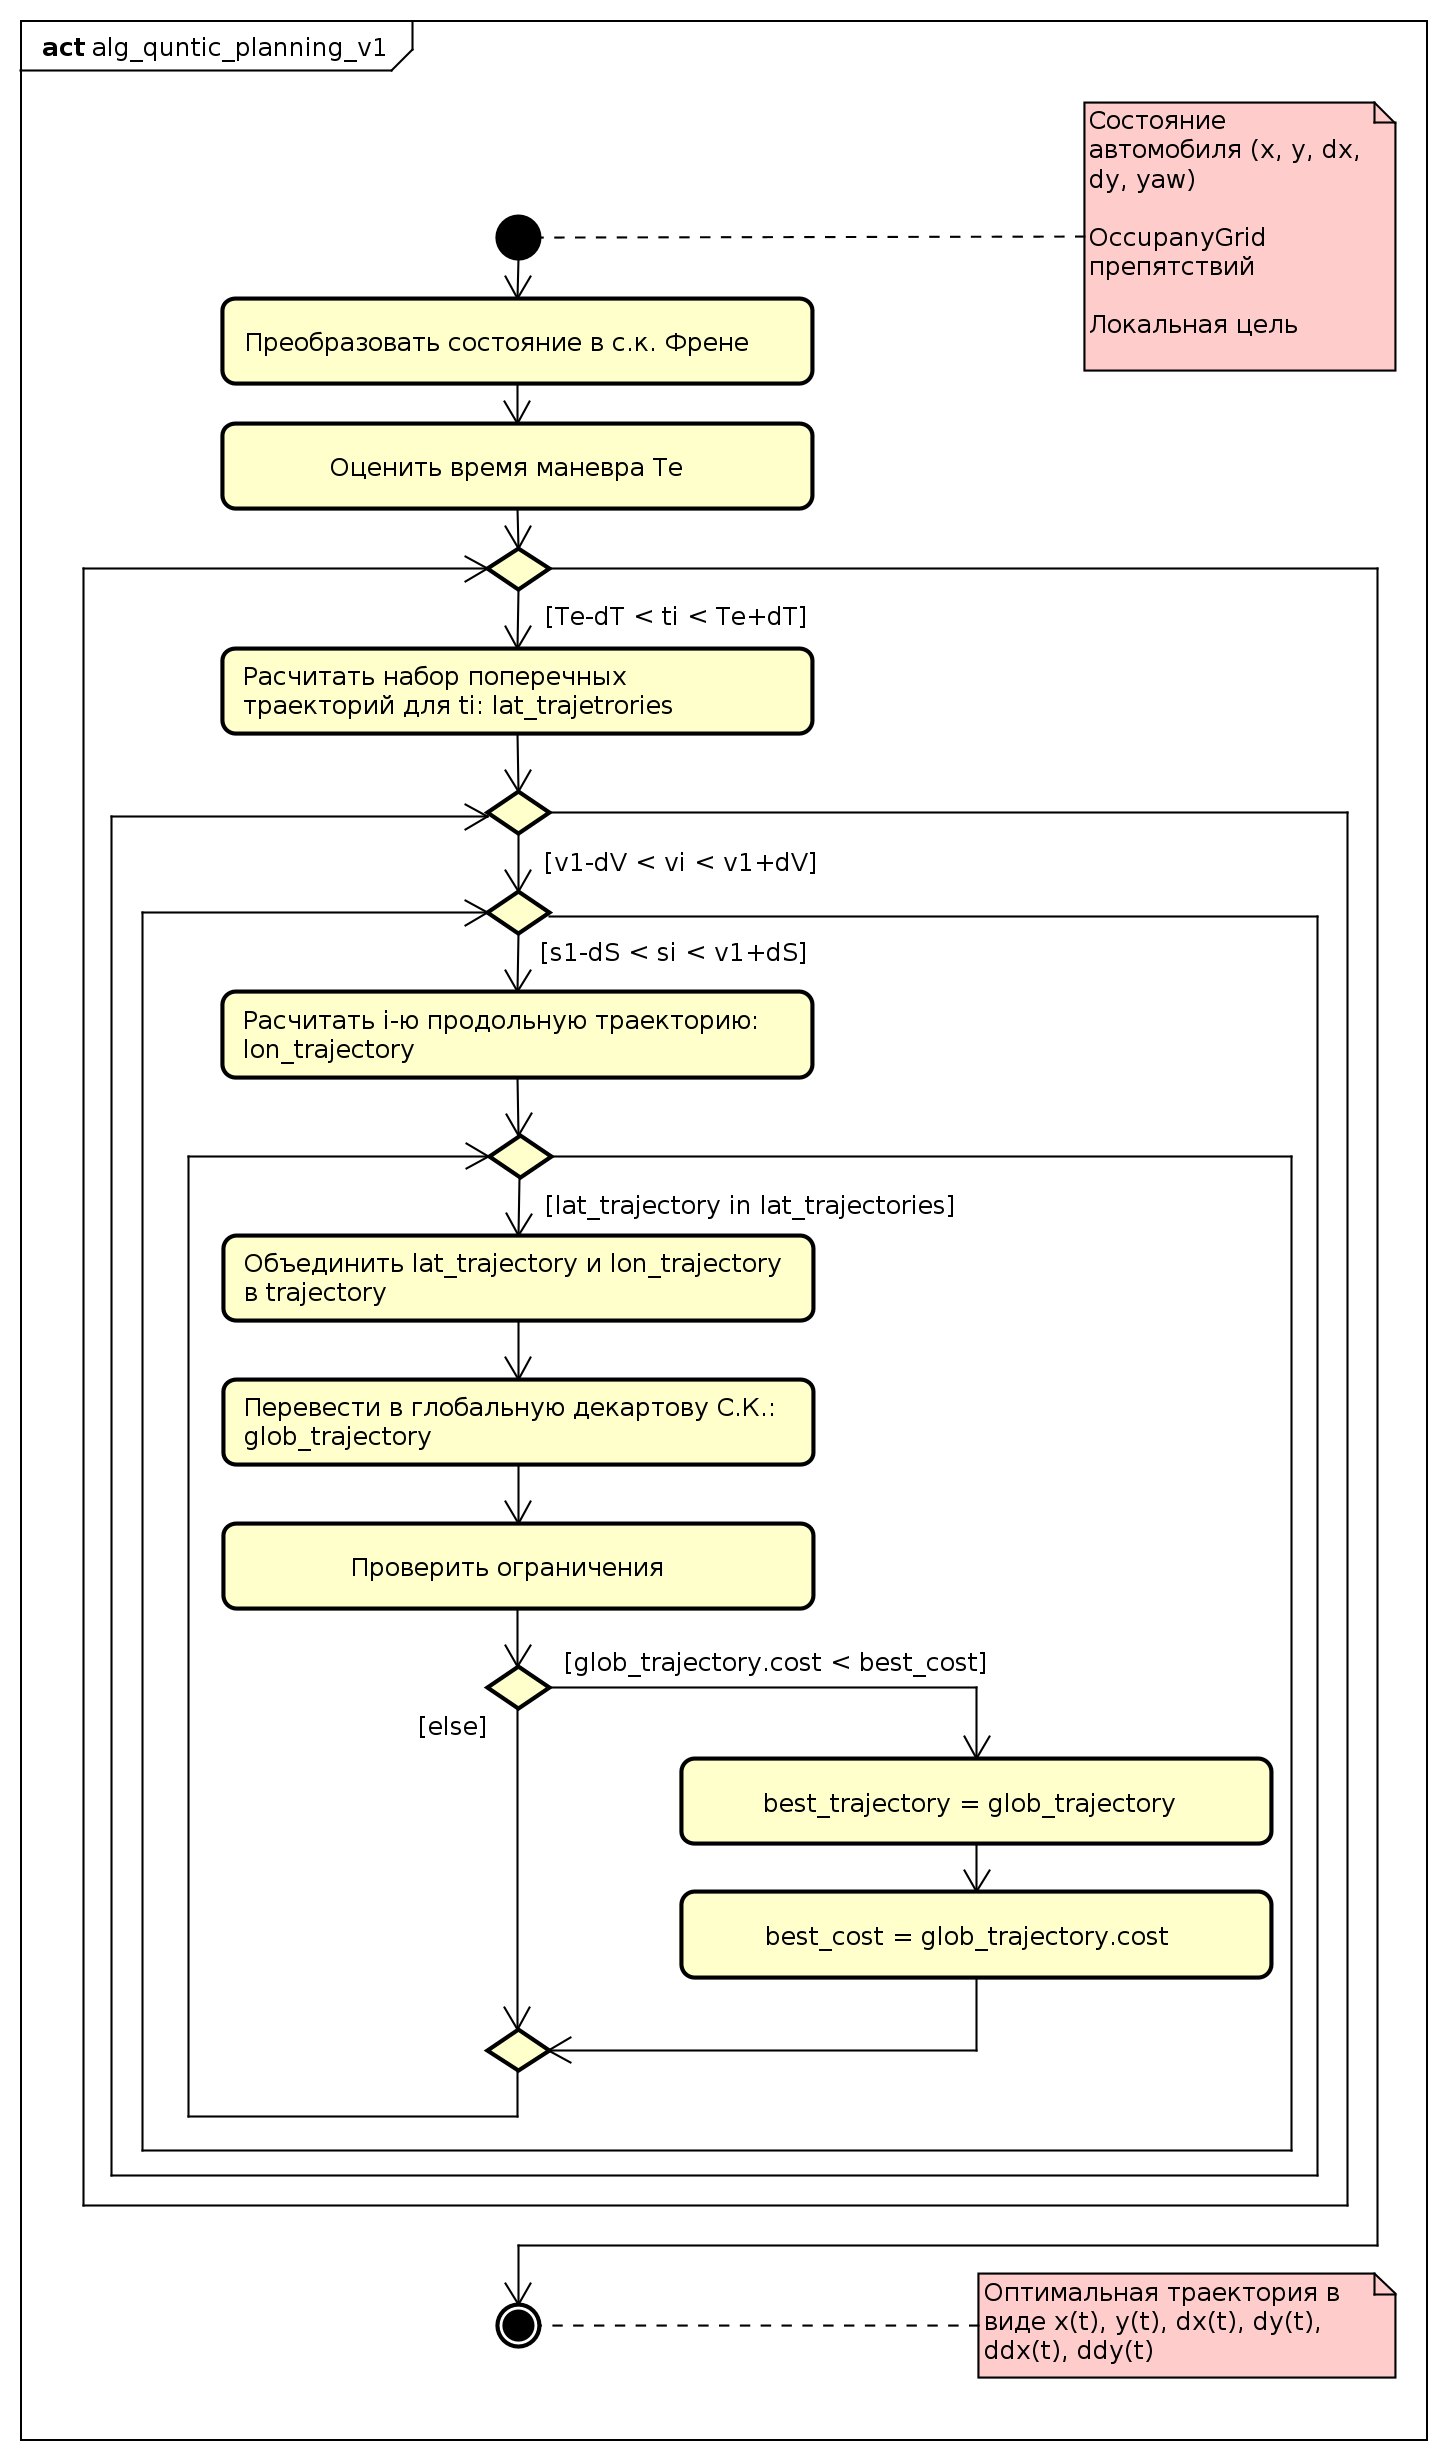 act alg_quntic_planning_v1
Состояние
автомобиля (x, y, dx,
dy, yaw)
OccupanyGrid
препятствий
Локальная цель
Преобразовать состояние в с.к. Френе
Оценить время маневра Te
[Te-dT < ti < Te+dT]
Расчитать набор поперечных
траекторий для ti: lat_trajetrories
[v1-dV < vi < v1+dV]
[s1-dS < si < v1+dS]
Расчитать i-ю продольную траекторию:
lon_trajectory
[lat_trajectory in lat_trajectories]
Объединить lat_trajectory и lon_trajectory
в trajectory
Перевести в глобальную декартову С.К.:
glob_trajectory
Проверить ограничения
[glob_trajectory.cost < best_cost]
[else]
best_trajectory = glob_trajectory
best_cost = glob_trajectory.cost
Оптимальная траектория в
виде x(t), y(t), dx(t), dy(t),
ddx(t), ddy(t)